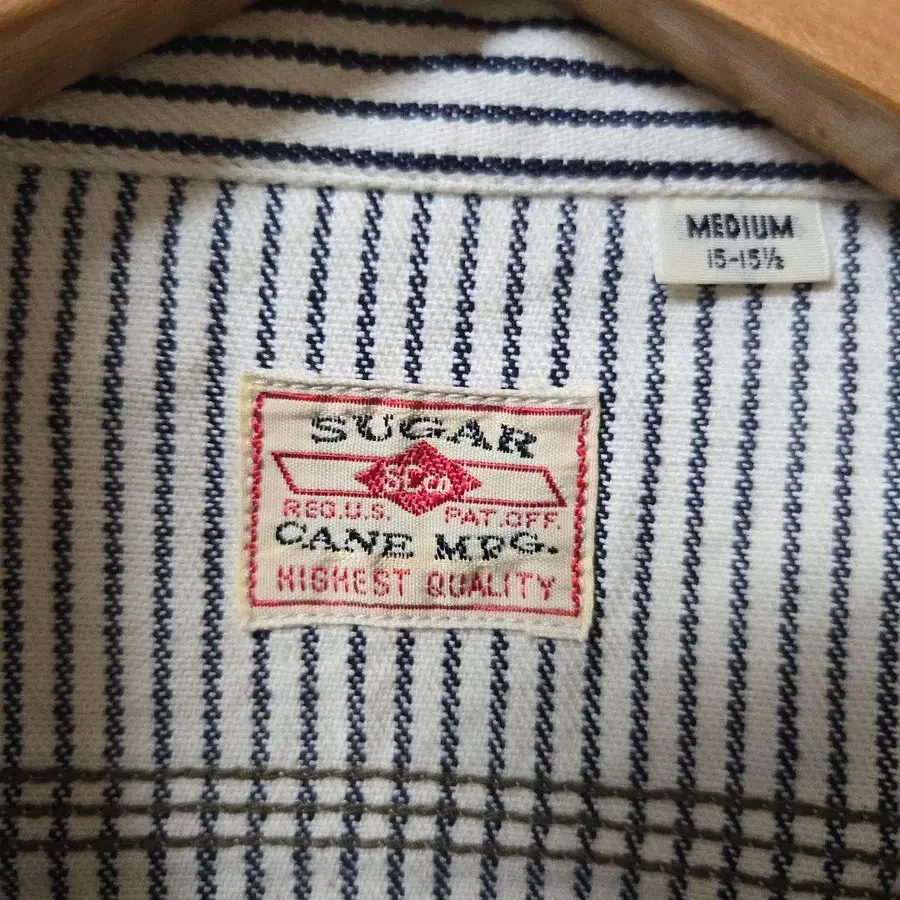 MEDIUM
15-15½
SUGAR
SCCO
REG.U.S. PAT.OFF.
CANE MFG.
HIGHEST QUALITY